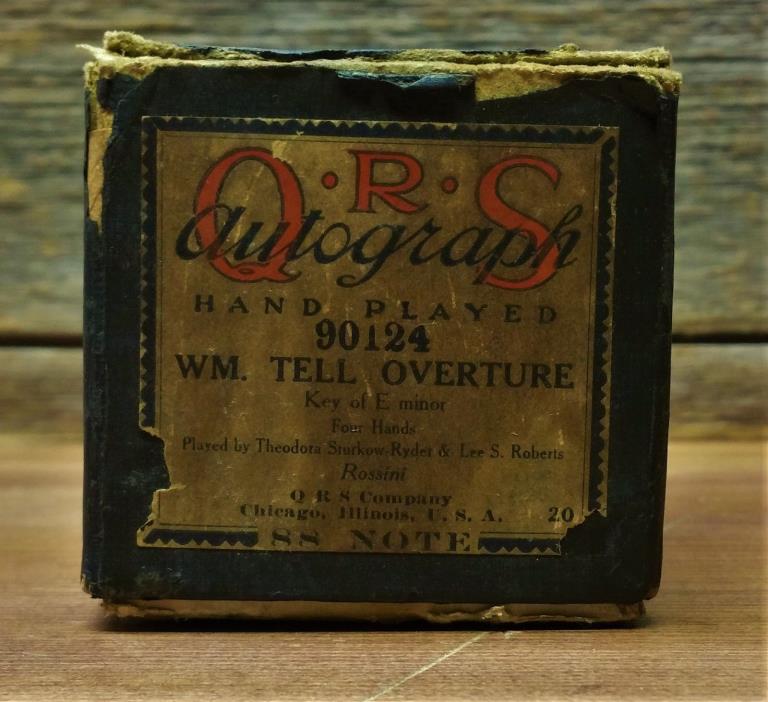 Q·R·S
autograph
HAND PLAYED
90124
WM. TELL OVERTURE
Key of E minor
Four Hands
Played by Theodora Sturkow-Ryder & Lee S. Roberts
Rossini
Q R S Company
Chicago, Illinois, U. S. A. 20
88 NOTE